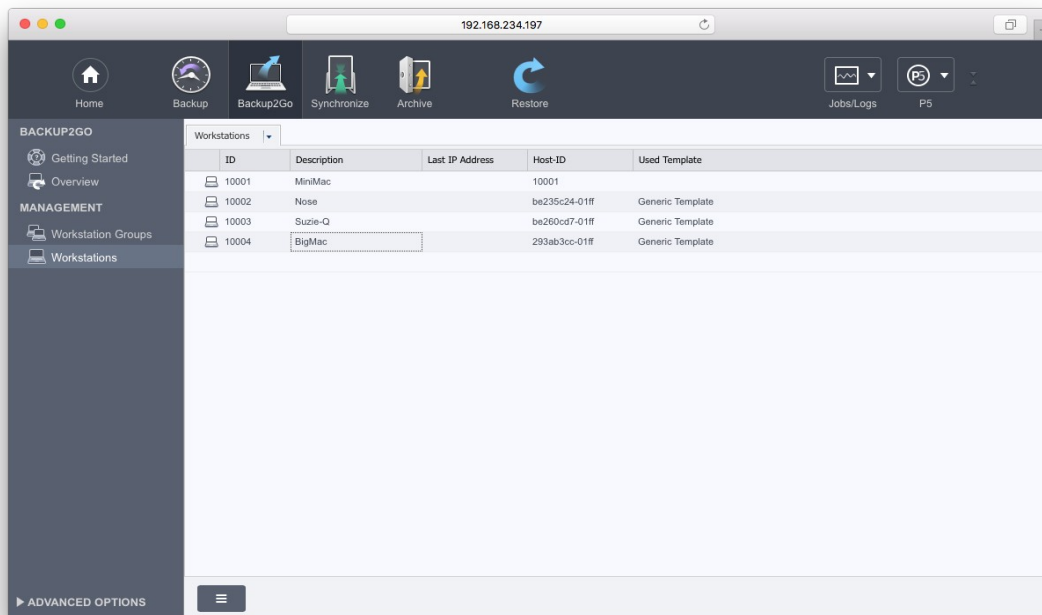 192.168.234.197
Home Backup Backup2Go Synchronize Archive Restore Jobs/Logs P5
BACKUP2GO
Getting Started
Overview
MANAGEMENT
Workstation Groups
Workstations
ADVANCED OPTIONS
Workstations
ID Description Last IP Address Host-ID Used Template
10001 MiniMac 10001
10002 Nose be235c24-01ff Generic Template
10003 Suzie-Q be260cd7-01ff Generic Template
10004 BigMac 293ab3cc-01ff Generic Template